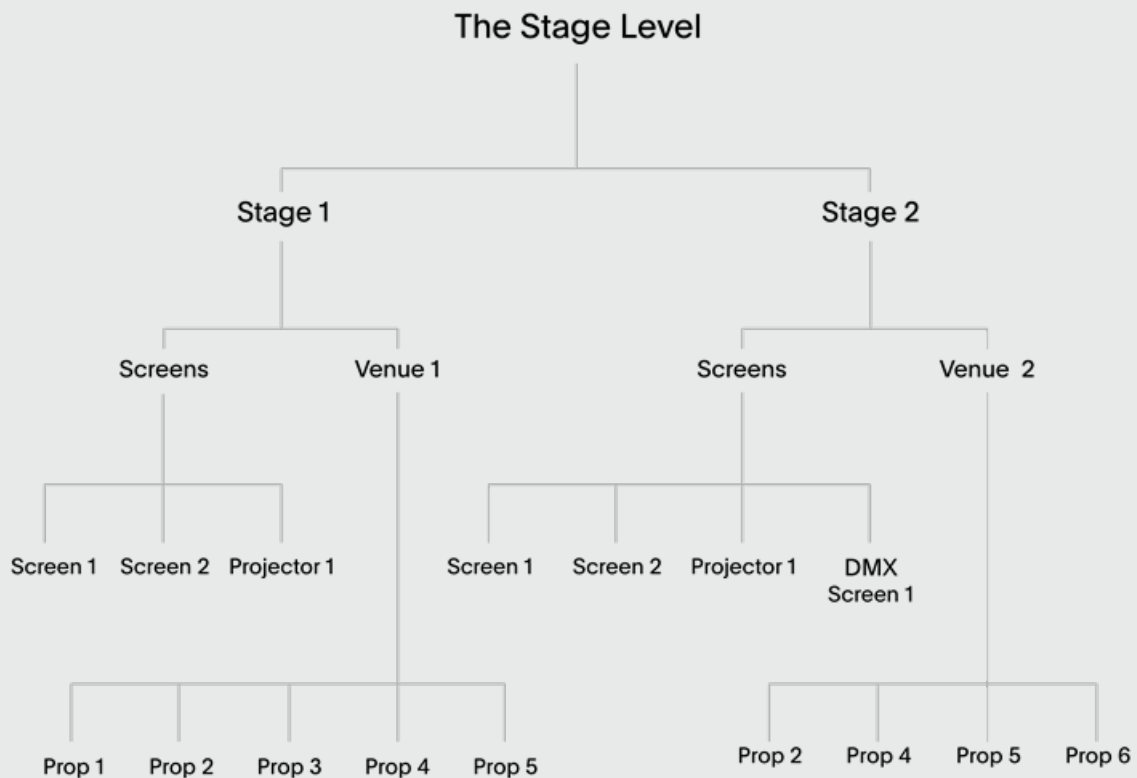 The Stage Level
Stage 1
Stage 2
Screens
Venue 1
Screens
Venue 2
Screen 1
Screen 2
Projector 1
Screen 1
Screen 2
Projector 1
DMX
Screen 1
Prop 1
Prop 2
Prop 3
Prop 4
Prop 5
Prop 2
Prop 4
Prop 5
Prop 6